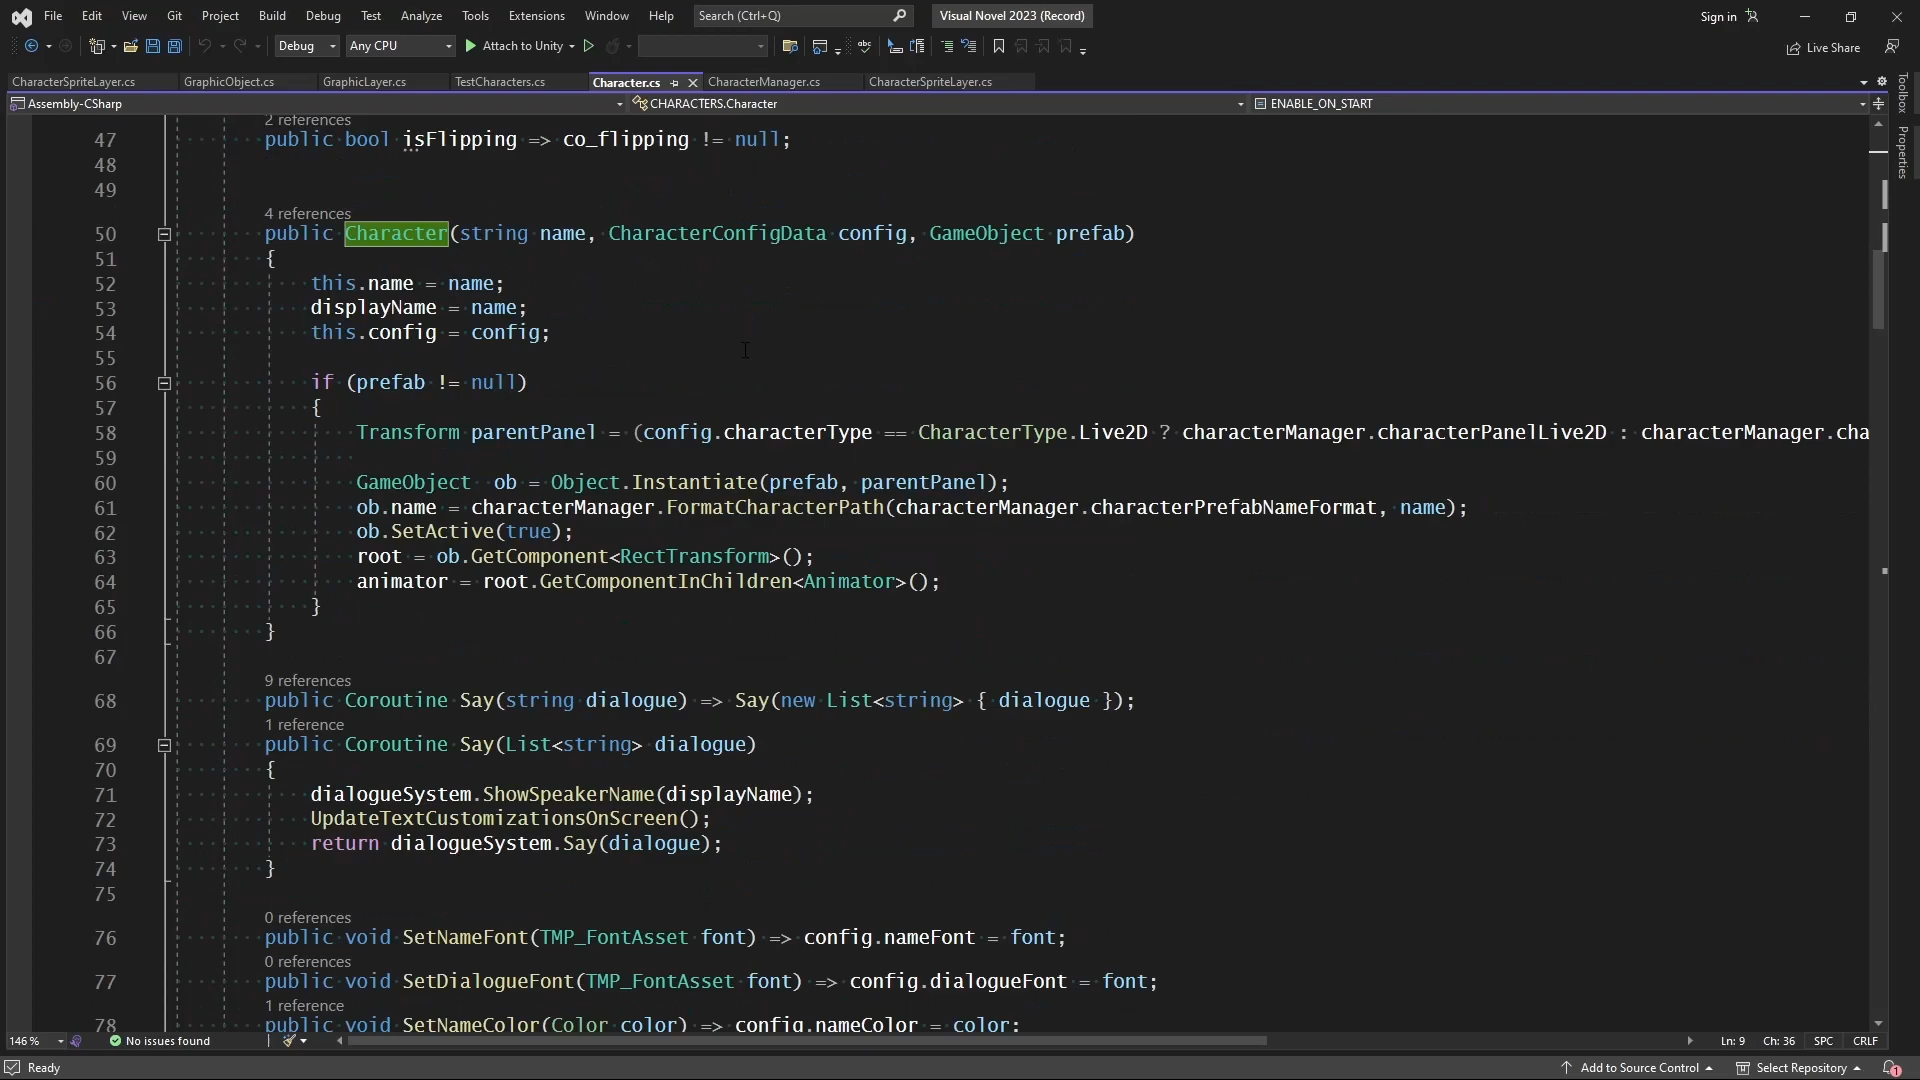 File Edit View Git Project Build Debug Test Analyze Tools Extensions Window Help Search (Ctrl+Q) Visual Novel 2023 (Record) Sign in
Debug Any CPU Attach to Unity Live Share
CharacterSpriteLayer.cs GraphicObject.cs GraphicLayer.cs TestCharacters.cs Character.cs CharacterManager.cs CharacterSpriteLayer.cs
Toolbox
Properties
Assembly-CSharp CHARACTERS.Character ENABLE_ON_START
2 references
47 public bool isFlipping => co_flipping != null;
48
49
4 references
50 public Character(string name, CharacterConfigData config, GameObject prefab)
51 {
52 this.name = name;
53 displayName = name;
54 this.config = config;
55
56 if (prefab != null)
57 {
58 Transform parentPanel = (config.characterType == CharacterType.Live2D ? characterManager.characterPanelLive2D : characterManager.cha
59
60 GameObject ob = Object.Instantiate(prefab, parentPanel);
61 ob.name = characterManager.FormatCharacterPath(characterManager.characterPrefabNameFormat, name);
62 ob.SetActive(true);
63 root = ob.GetComponent<RectTransform>();
64 animator = root.GetComponentInChildren<Animator>();
65 }
66 }
67
9 references
68 public Coroutine Say(string dialogue) => Say(new List<string> { dialogue });
1 reference
69 public Coroutine Say(List<string> dialogue)
70 {
71 dialogueSystem.ShowSpeakerName(displayName);
72 UpdateTextCustomizationsOnScreen();
73 return dialogueSystem.Say(dialogue);
74 }
75
0 references
76 public void SetNameFont(TMP_FontAsset font) => config.nameFont = font;
0 references
77 public void SetDialogueFont(TMP_FontAsset font) => config.dialogueFont = font;
1 reference
78 public void SetNameColor(Color color) => config.nameColor = color;
146 % No issues found Ln: 9 Ch: 36 SPC CRLF
Ready Add to Source Control Select Repository 1